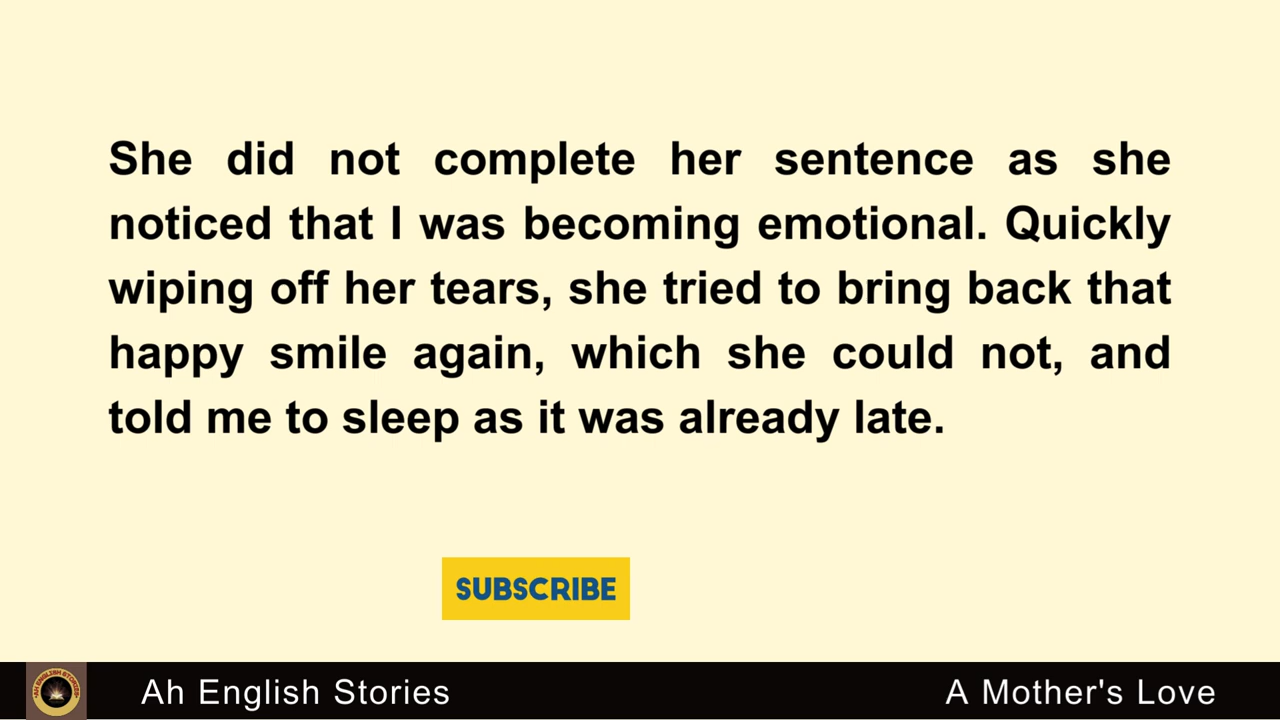 She did not complete her sentence as she
noticed that I was becoming emotional. Quickly
wiping off her tears, she tried to bring back that
happy smile again, which she could not, and
told me to sleep as it was already late.
SUBSCRIBE
Ah English Stories
A Mother's Love